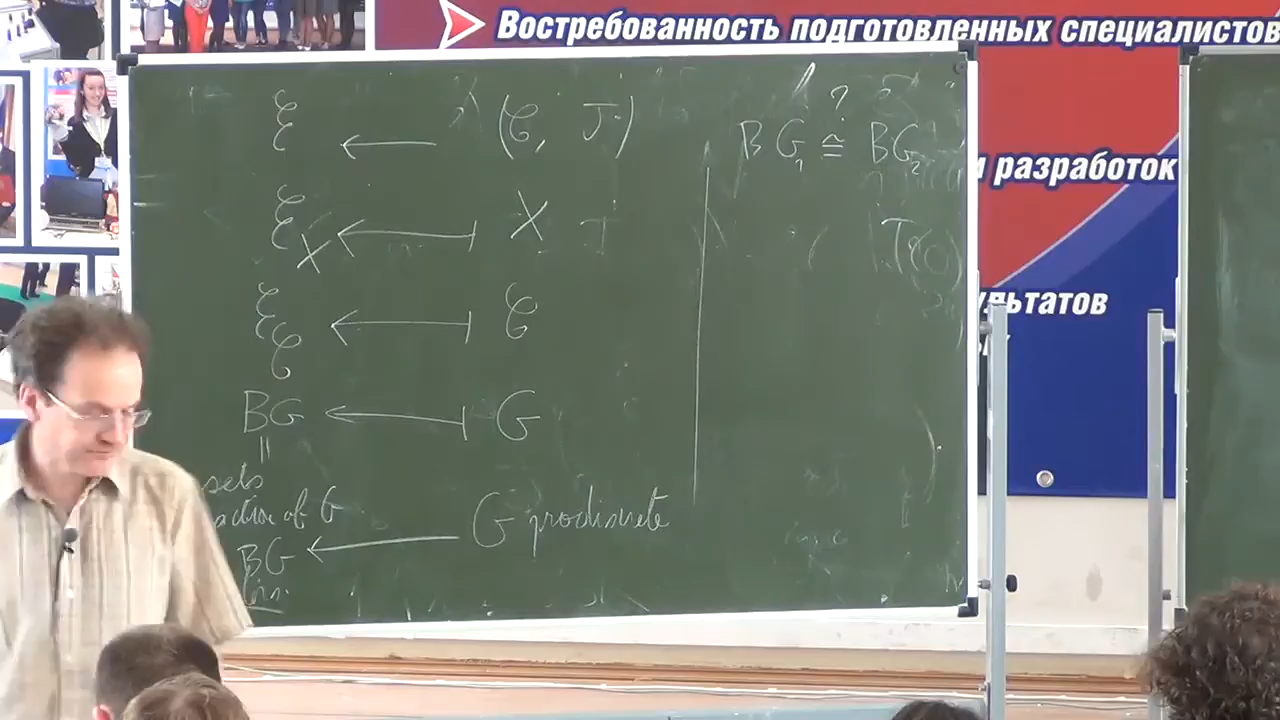 Востребованность подготовленных специалистов
и разработок
ультатов
ℰ ← (𝒞, J)
ℰ_X ↤ X
ℰ_𝒞 ↤ 𝒞
BG ↤ G
||
sets
action of G
BG ← G prodiscrete
?
BG₁ ≅ BG₂